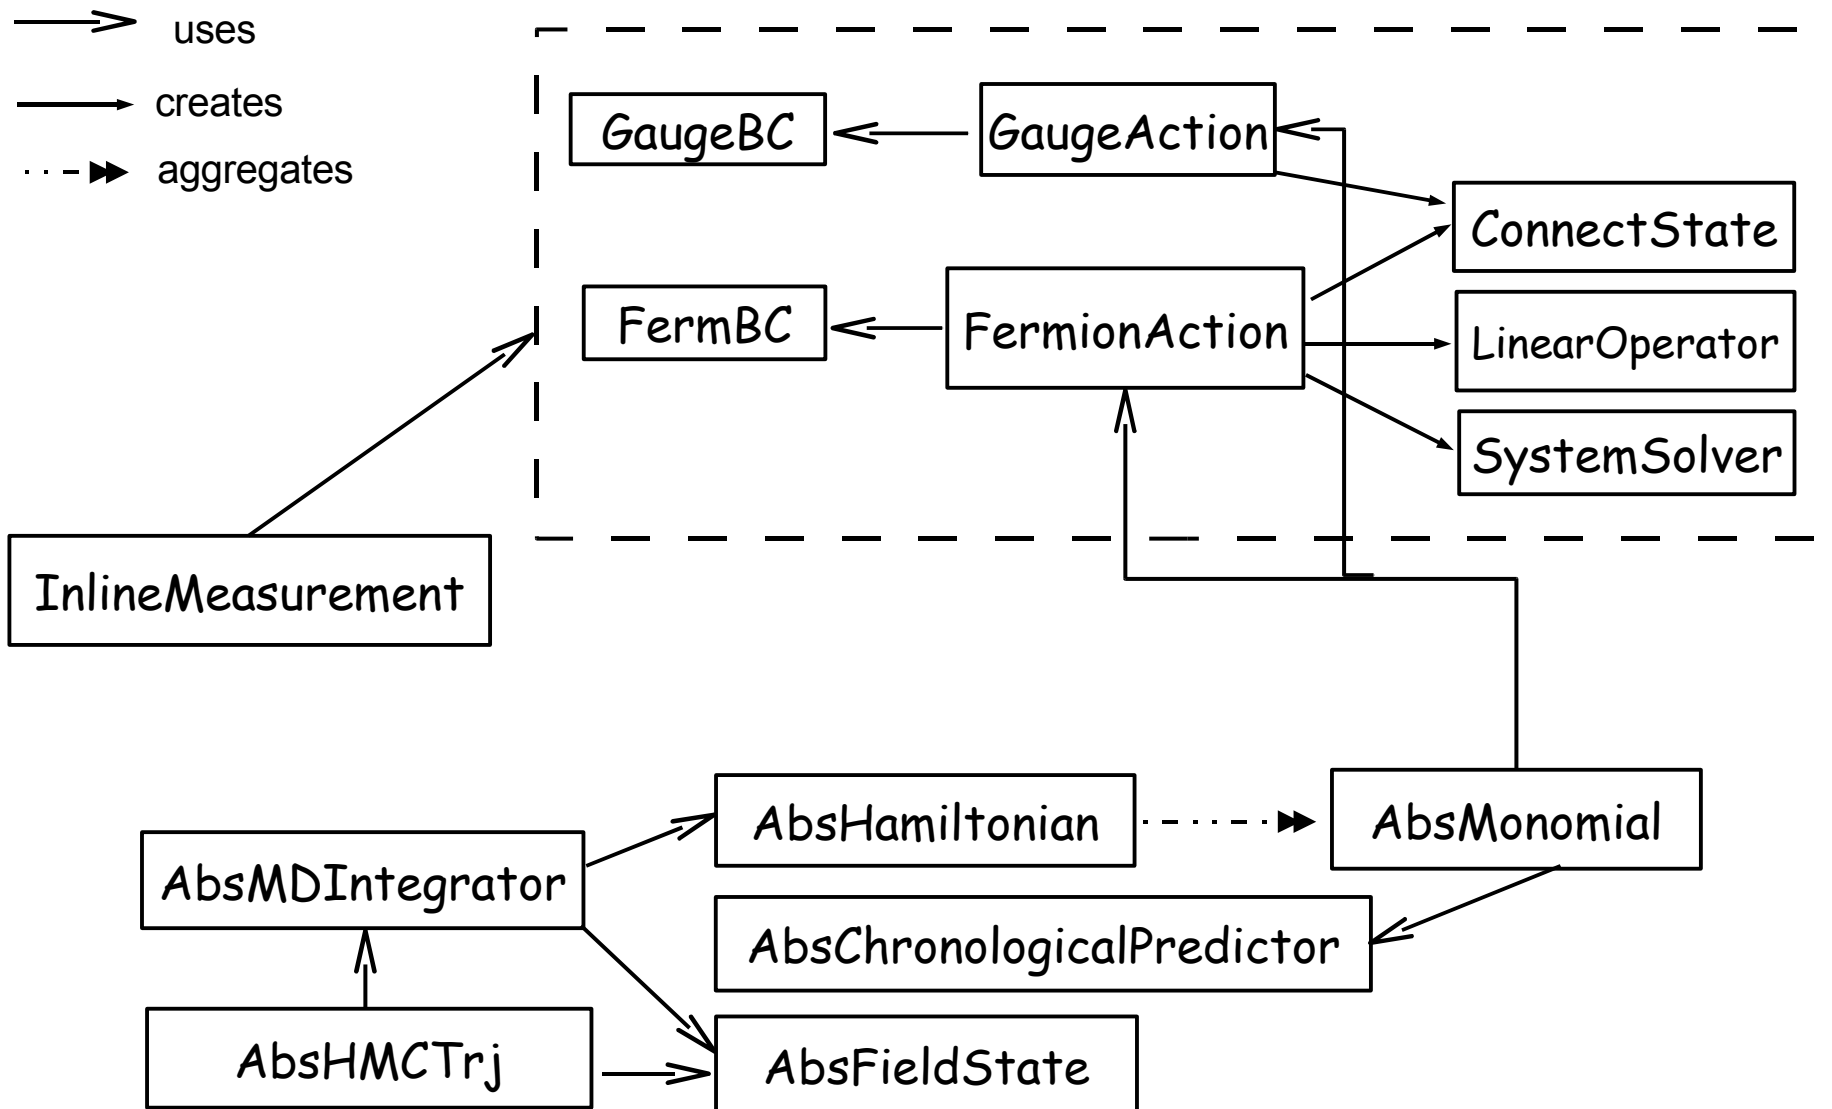 uses
creates
aggregates
GaugeBC
GaugeAction
ConnectState
FermBC
FermionAction
LinearOperator
SystemSolver
InlineMeasurement
AbsHamiltonian
AbsMonomial
AbsMDIntegrator
AbsChronologicalPredictor
AbsHMCTrj
AbsFieldState